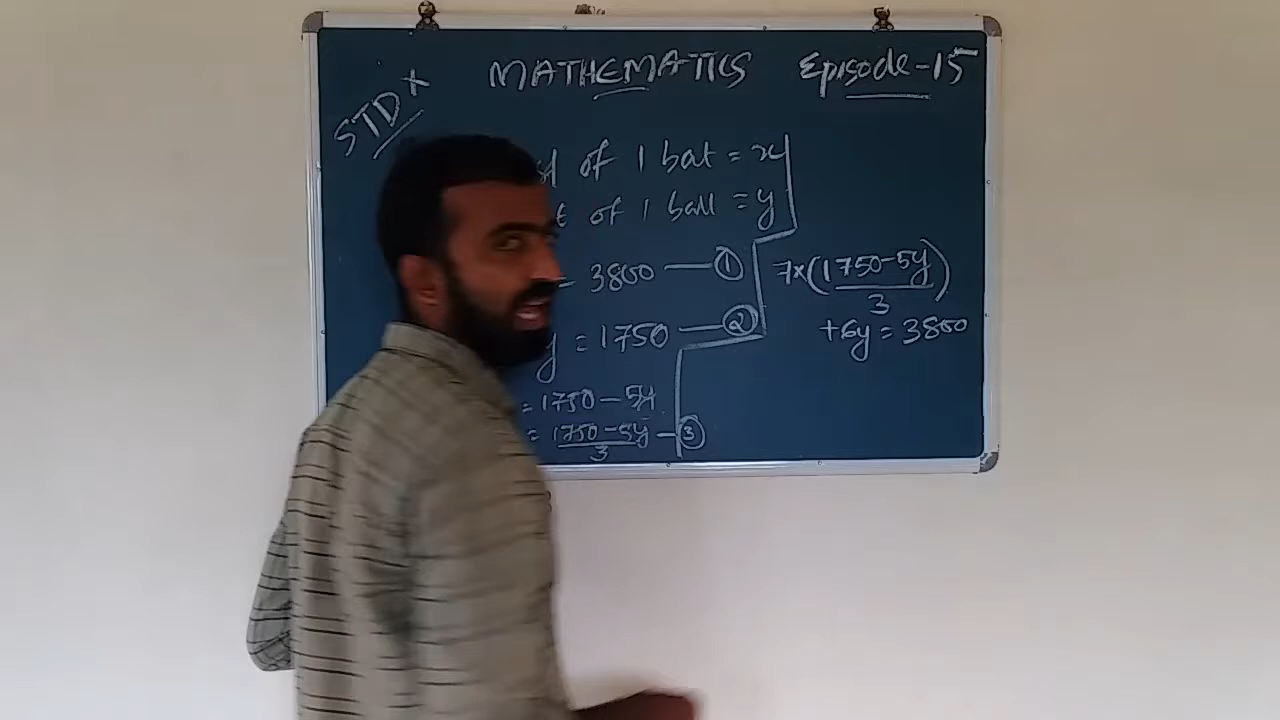 STD X
MATHEMATICS
Episode-15
of 1 bat = x
of 1 ball = y
= 3800 — ①
y = 1750 — ②
= 1750 - 5y
= (1750 - 5y)/3 — ③
7×(1750-5y/3)
+6y = 3800